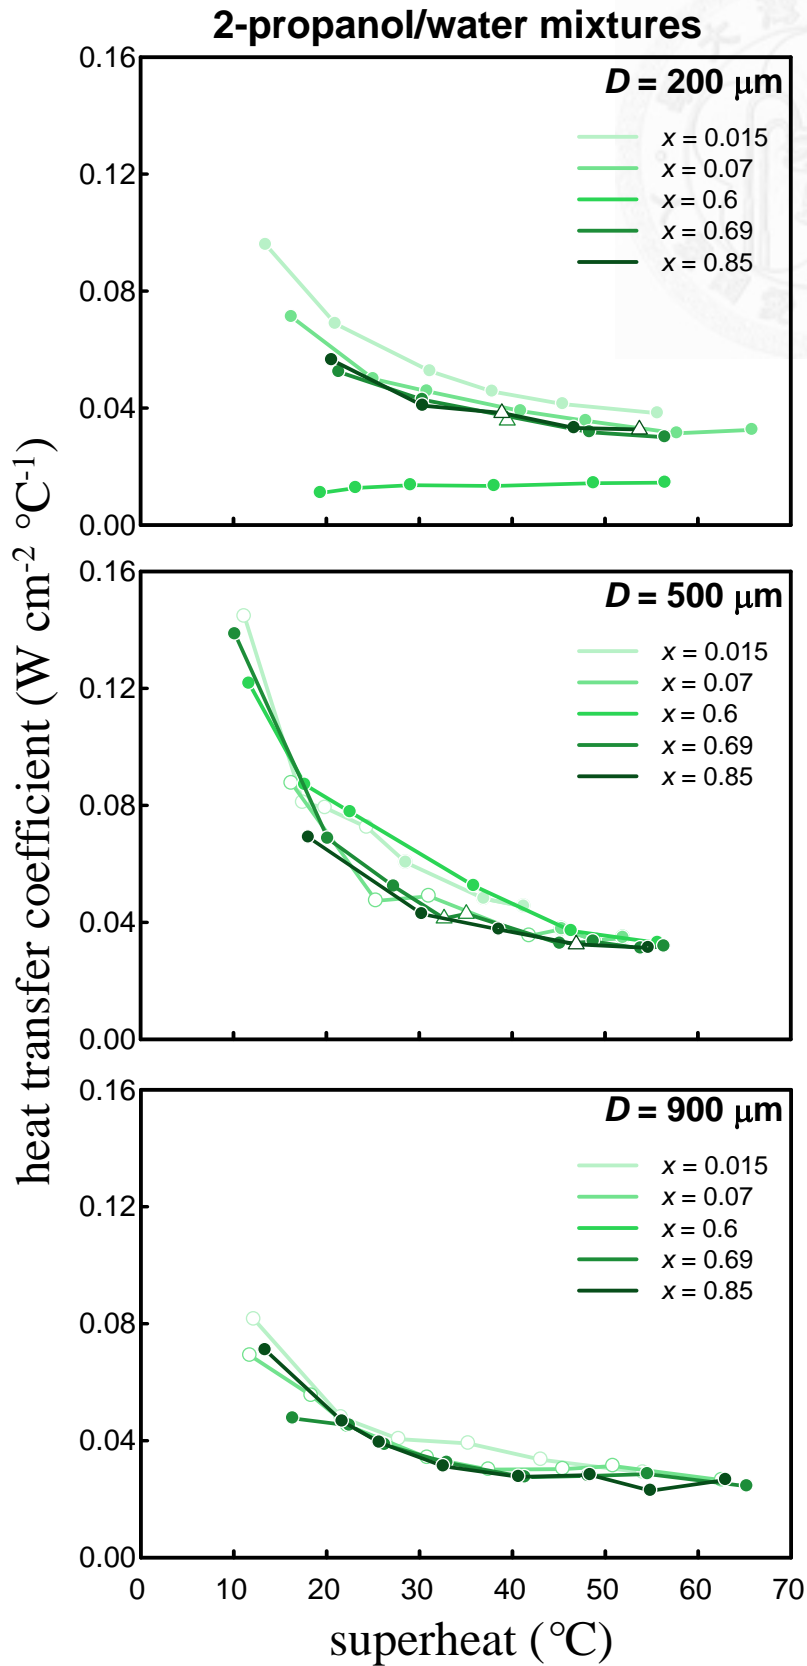 2-propanol/water mixtures
heat transfer coefficient (W cm-2 °C-1)
D = 200 μm
x = 0.015
x = 0.07
x = 0.6
x = 0.69
x = 0.85
0.16
0.12
0.08
0.04
0.00
D = 500 μm
x = 0.015
x = 0.07
x = 0.6
x = 0.69
x = 0.85
0.16
0.12
0.08
0.04
0.00
D = 900 μm
x = 0.015
x = 0.07
x = 0.6
x = 0.69
x = 0.85
0.16
0.12
0.08
0.04
0.00
0 10 20 30 40 50 60 70
superheat (°C)